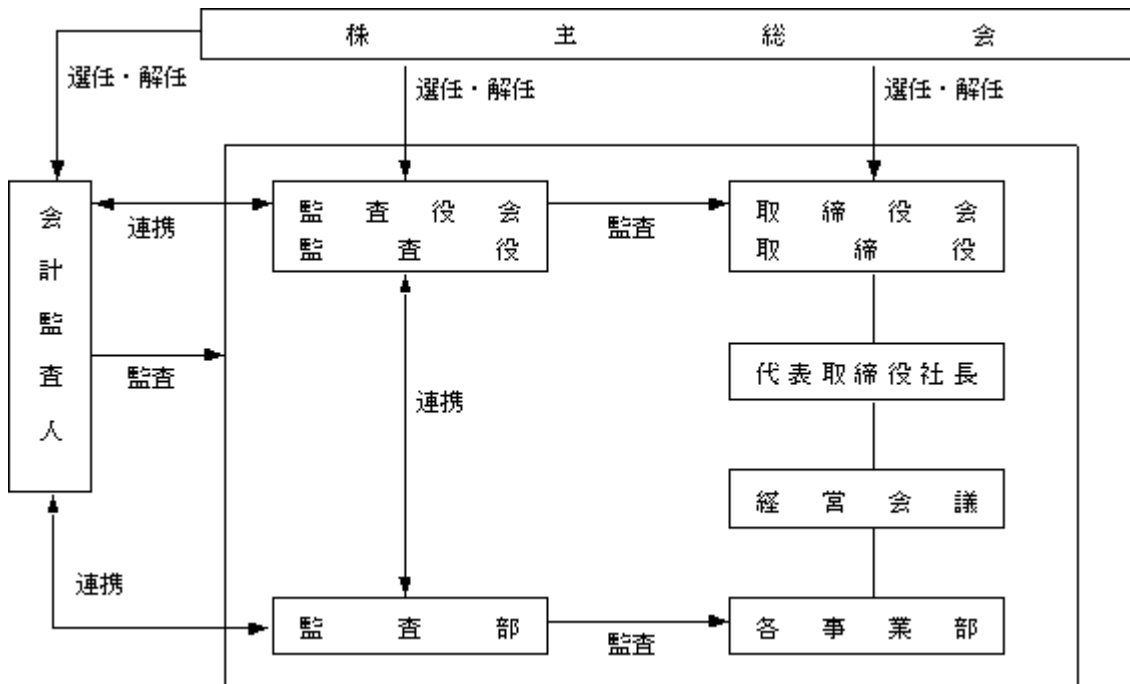 株主総会
選任・解任
選任・解任
選任・解任
会計監査人
連携
監査役会
監査役
監査
取締役会
取締役
監査
代表取締役社長
連携
経営会議
連携
監査部
監査
各事業部